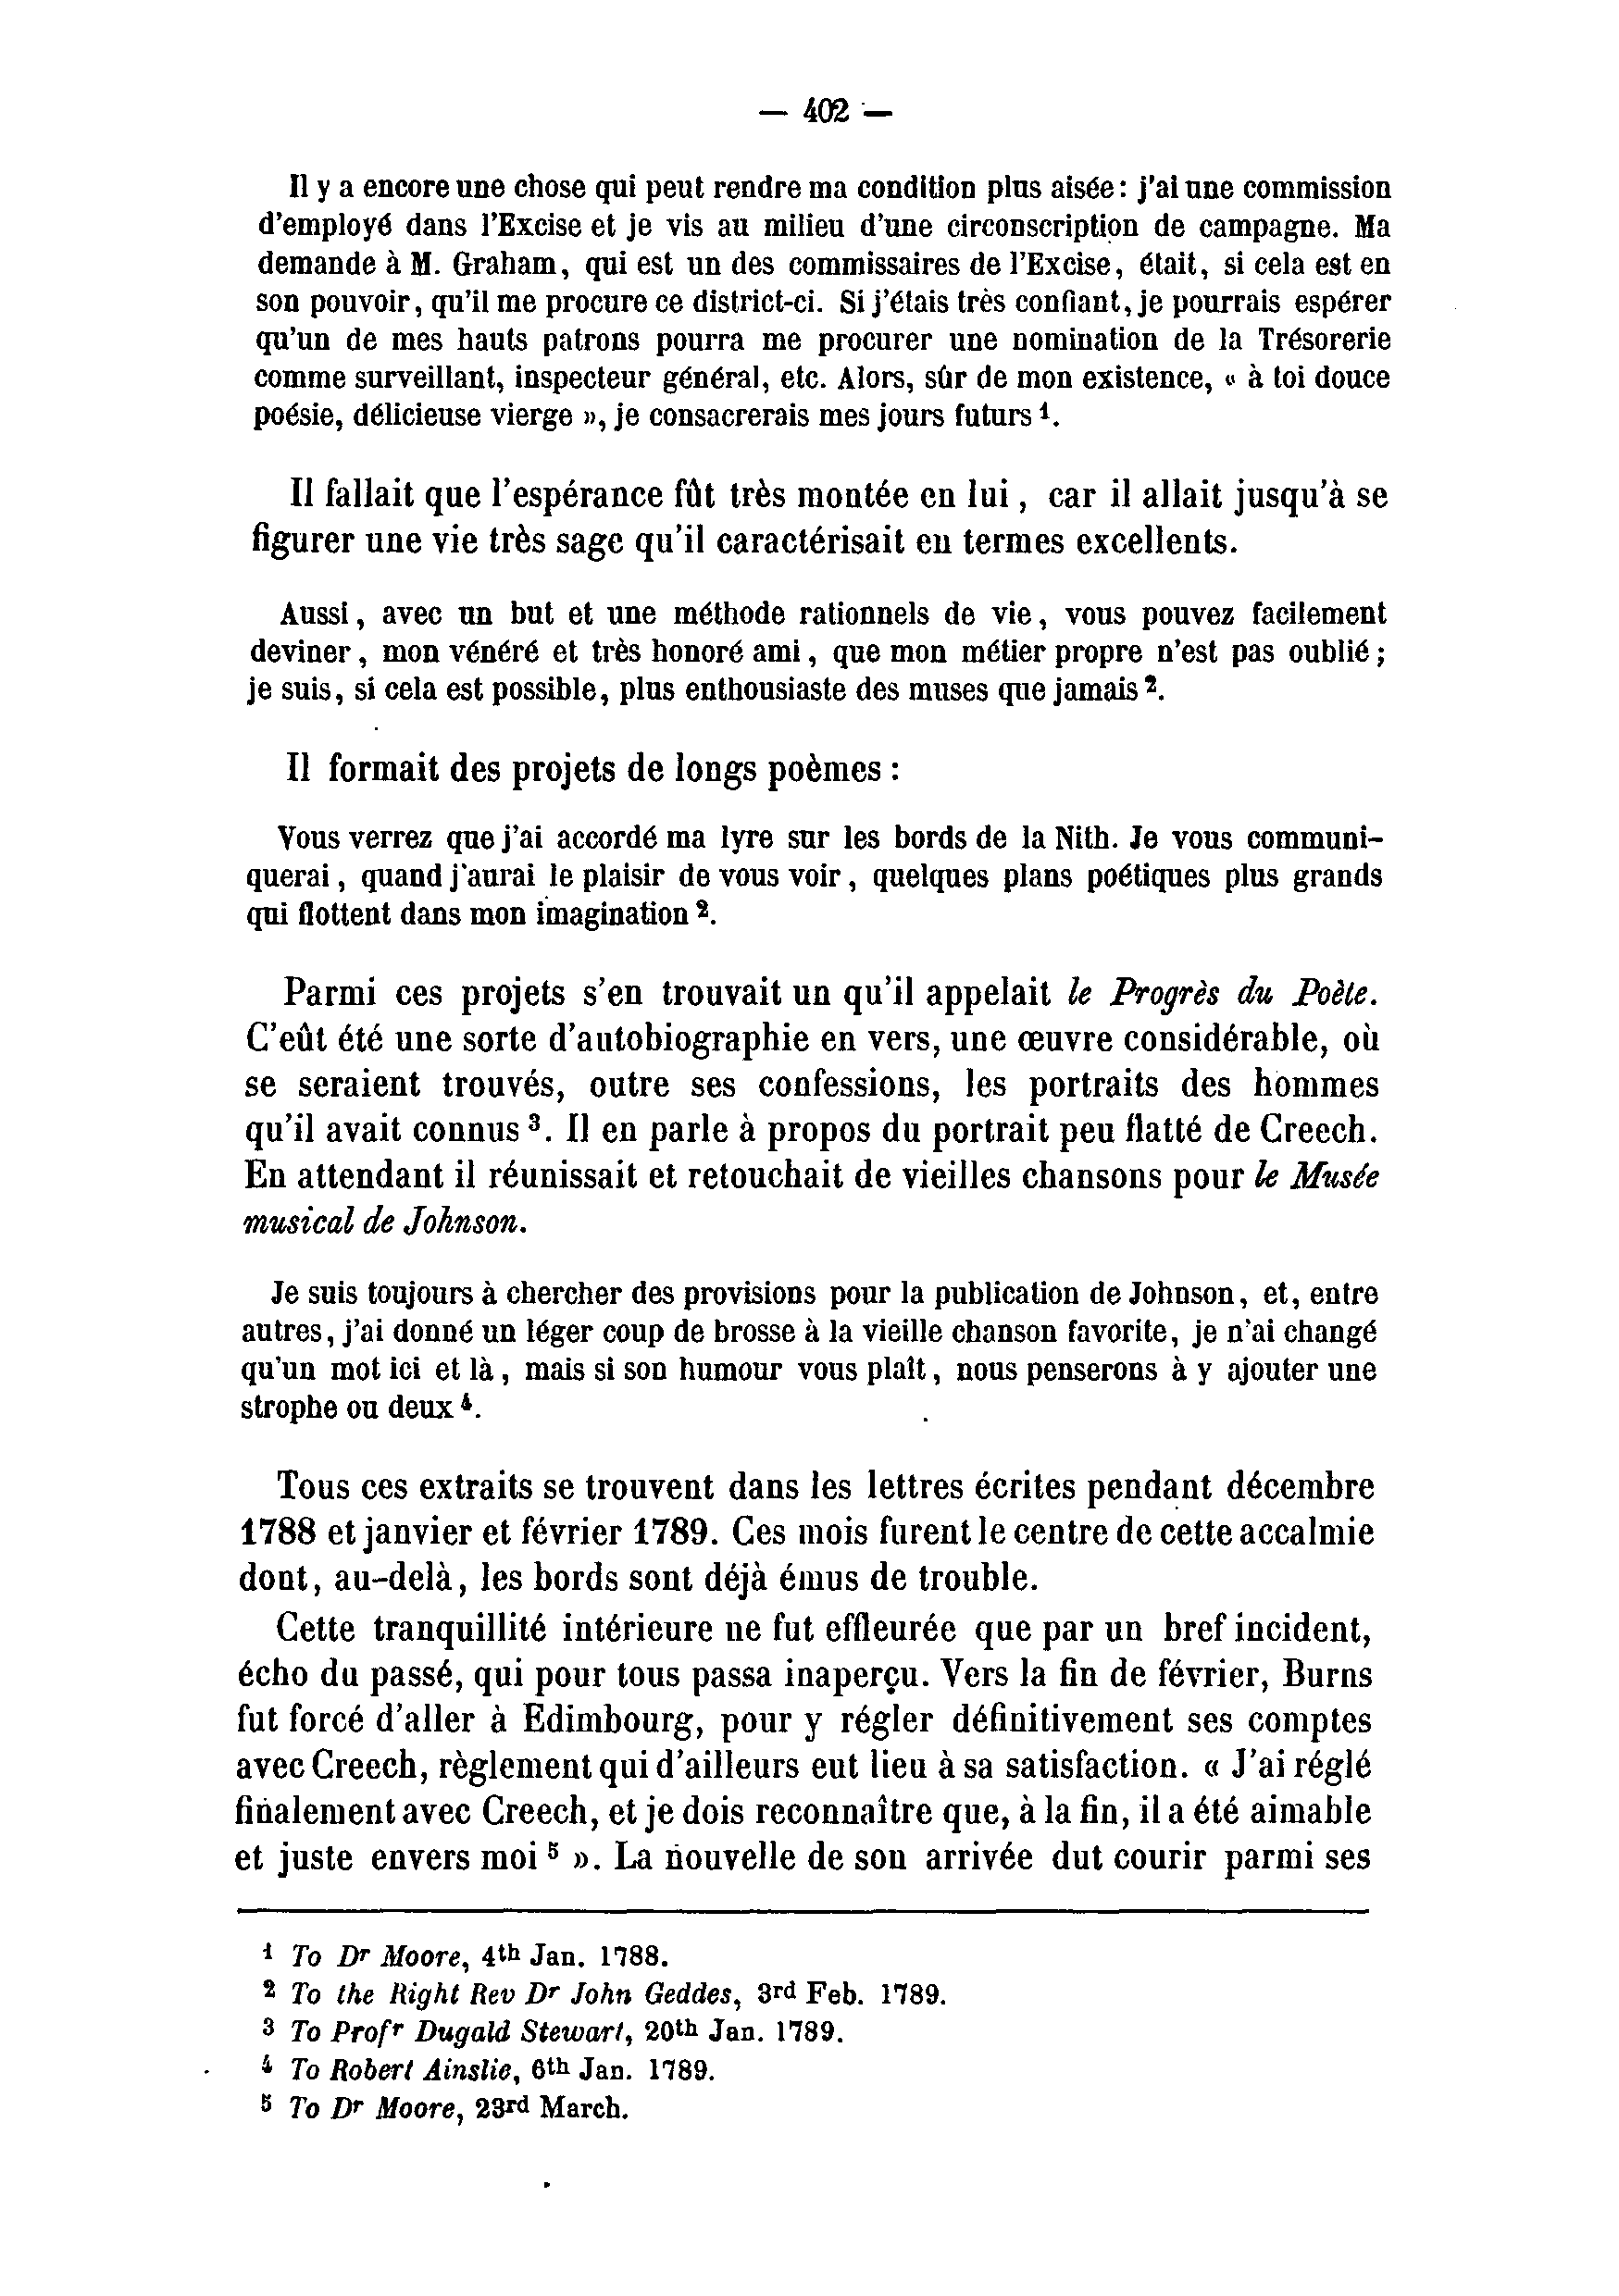 — 402 —
Il y a encore une chose qui peut rendre ma condition plus aisée : j'ai une commission
d'employé dans l'Excise et je vis au milieu d'une circonscription de campagne. Ma
demande à M. Graham, qui est un des commissaires de l'Excise, était, si cela est en
son pouvoir, qu'il me procure ce district-ci. Si j'étais très confiant, je pourrais espérer
qu'un de mes hauts patrons pourra me procurer une nomination de la Trésorerie
comme surveillant, inspecteur général, etc. Alors, sûr de mon existence, « à toi douce
poésie, délicieuse vierge », je consacrerais mes jours futurs ¹.
Il fallait que l'espérance fût très montée en lui, car il allait jusqu'à se
figurer une vie très sage qu'il caractérisait en termes excellents.
Aussi, avec un but et une méthode rationnels de vie, vous pouvez facilement
deviner, mon vénéré et très honoré ami, que mon métier propre n'est pas oublié ;
je suis, si cela est possible, plus enthousiaste des muses que jamais ².
Il formait des projets de longs poèmes :
Vous verrez que j'ai accordé ma lyre sur les bords de la Nith. Je vous communi-
querai, quand j'aurai le plaisir de vous voir, quelques plans poétiques plus grands
qui flottent dans mon imagination ².
Parmi ces projets s'en trouvait un qu'il appelait le Progrès du Poète.
C'eût été une sorte d'autobiographie en vers, une œuvre considérable, où
se seraient trouvés, outre ses confessions, les portraits des hommes
qu'il avait connus ³. Il en parle à propos du portrait peu flatté de Creech.
En attendant il réunissait et retouchait de vieilles chansons pour le Musée
musical de Johnson.
Je suis toujours à chercher des provisions pour la publication de Johnson, et, entre
autres, j'ai donné un léger coup de brosse à la vieille chanson favorite, je n'ai changé
qu'un mot ici et là, mais si son humour vous plaît, nous penserons à y ajouter une
strophe ou deux ⁴.
Tous ces extraits se trouvent dans les lettres écrites pendant décembre
1788 et janvier et février 1789. Ces mois furent le centre de cette accalmie
dont, au-delà, les bords sont déjà émus de trouble.
Cette tranquillité intérieure ne fut effleurée que par un bref incident,
écho du passé, qui pour tous passa inaperçu. Vers la fin de février, Burns
fut forcé d'aller à Edimbourg, pour y régler définitivement ses comptes
avec Creech, règlement qui d'ailleurs eut lieu à sa satisfaction. « J'ai réglé
finalement avec Creech, et je dois reconnaître que, à la fin, il a été aimable
et juste envers moi ⁵ ». La nouvelle de son arrivée dut courir parmi ses
¹ To Dr Moore, 4th Jan. 1788.
² To the Right Rev Dr John Geddes, 3rd Feb. 1789.
³ To Profr Dugald Stewart, 20th Jan. 1789.
⁴ To Robert Ainslie, 6th Jan. 1789.
⁵ To Dr Moore, 23rd March.